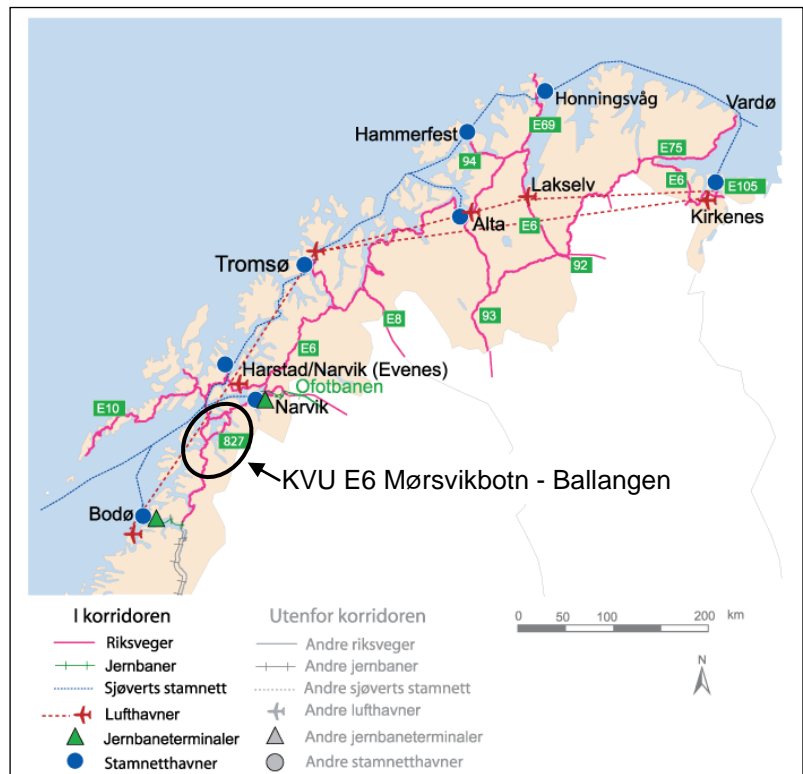 Honningsvåg
Vardø
Hammerfest
E69
E75
94
Lakselv
E6
E105
Alta
Kirkenes
E6
Tromsø
92
93
E8
E6
Harstad/Narvik (Evenes)
Ofotbanen
E10
Narvik
827
KVU E6 Mørsvikbotn - Ballangen
Bodø
I korridoren
Riksveger
Jernbaner
Sjøverts stamnett
Lufthavner
Jernbaneterminaler
Stamnetthavner
Utenfor korridoren
Andre riksveger
Andre jernbaner
Andre sjøverts stamnett
Andre lufthavner
Andre jernbaneterminaler
Andre stamnetthavner
0 50 100 200 km
N